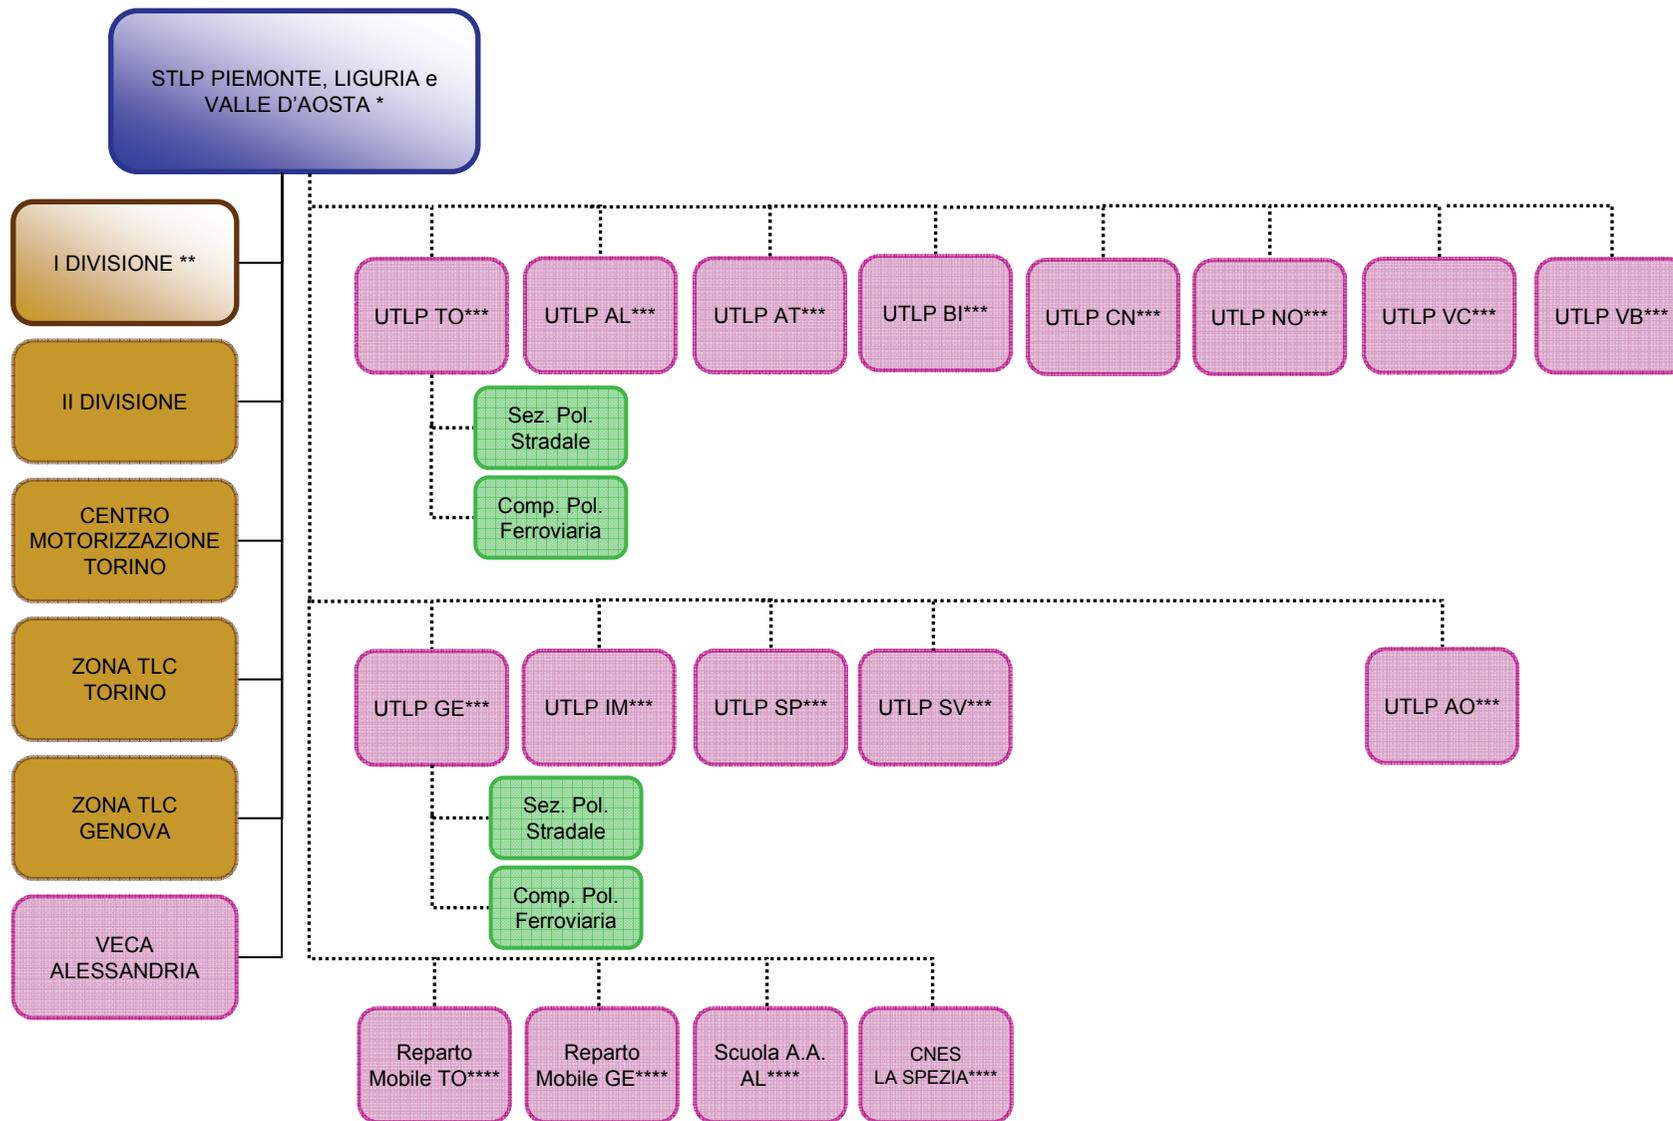 STLP PIEMONTE, LIGURIA e
VALLE D'AOSTA *
I DIVISIONE **
II DIVISIONE
CENTRO
MOTORIZZAZIONE
TORINO
ZONA TLC
TORINO
ZONA TLC
GENOVA
VECA
ALESSANDRIA
UTLP TO***
UTLP AL***
UTLP AT***
UTLP BI***
UTLP CN***
UTLP NO***
UTLP VC***
UTLP VB***
Sez. Pol.
Stradale
Comp. Pol.
Ferroviaria
UTLP GE***
UTLP IM***
UTLP SP***
UTLP SV***
UTLP AO***
Sez. Pol.
Stradale
Comp. Pol.
Ferroviaria
Reparto
Mobile TO****
Reparto
Mobile GE****
Scuola A.A.
AL****
CNES
LA SPEZIA****